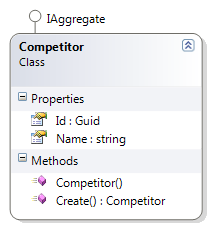 IAggregate
Competitor
Class
Properties
Id : Guid
Name : string
Methods
Competitor()
Create() : Competitor